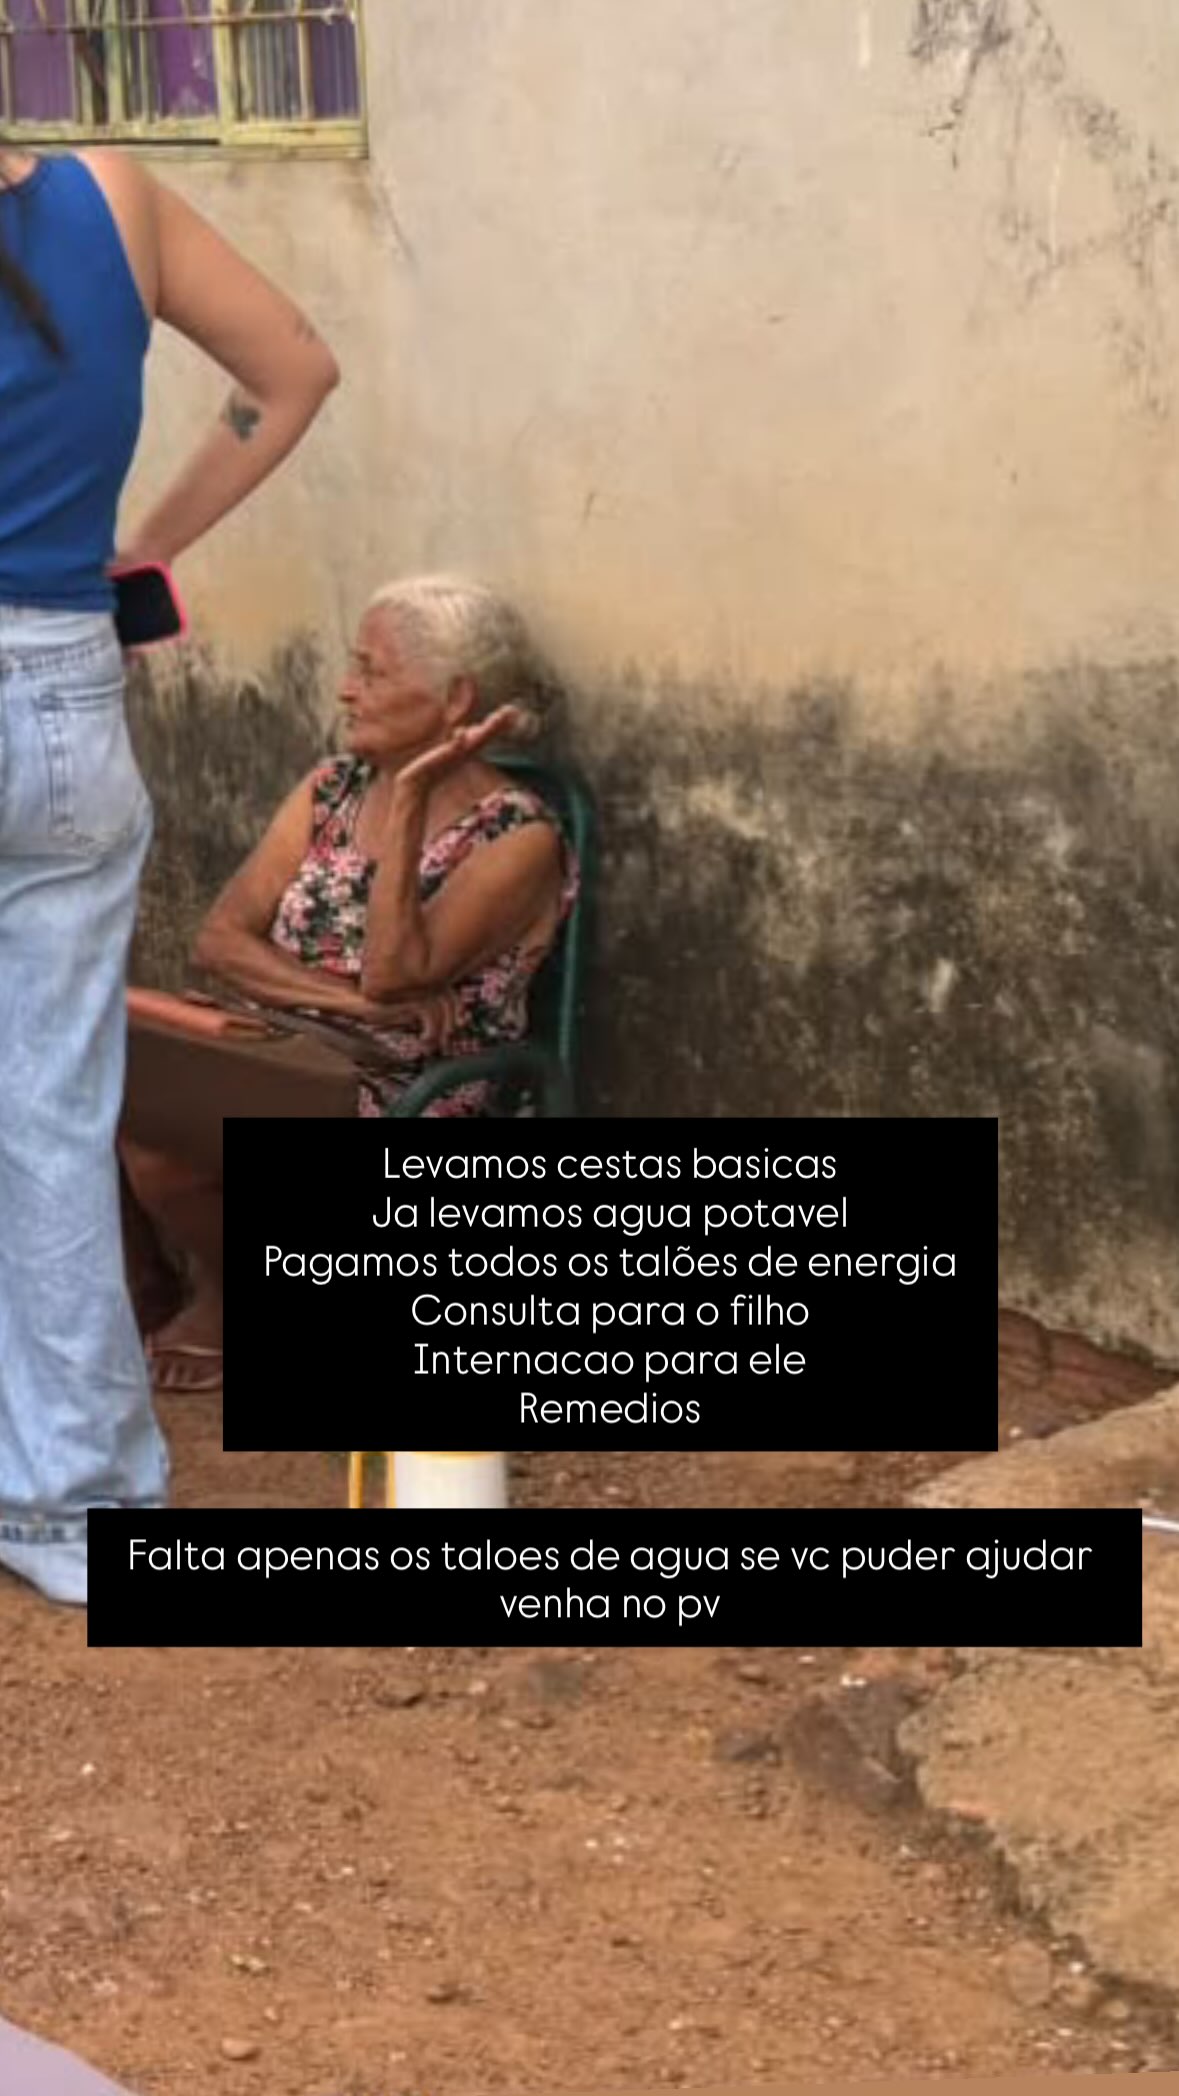 Levamos cestas basicas
Ja levamos agua potavel
Pagamos todos os talões de energia
Consulta para o filho
Internacao para ele
Remedios
Falta apenas os taloes de agua se vc puder ajudar
venha no pv